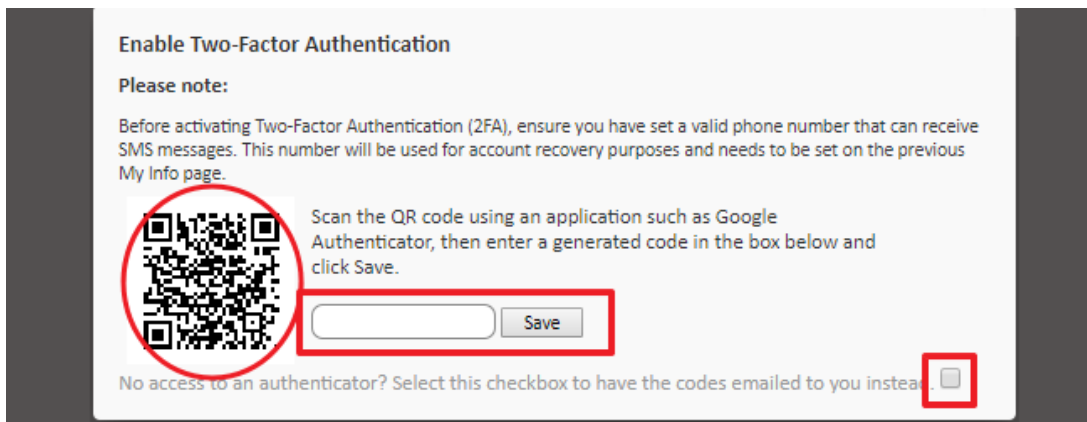 Enable Two-Factor Authentication
Please note:
Before activating Two-Factor Authentication (2FA), ensure you have set a valid phone number that can receive
SMS messages. This number will be used for account recovery purposes and needs to be set on the previous
My Info page.
Scan the QR code using an application such as Google
Authenticator, then enter a generated code in the box below and
click Save.
Save
No access to an authenticator? Select this checkbox to have the codes emailed to you instead.